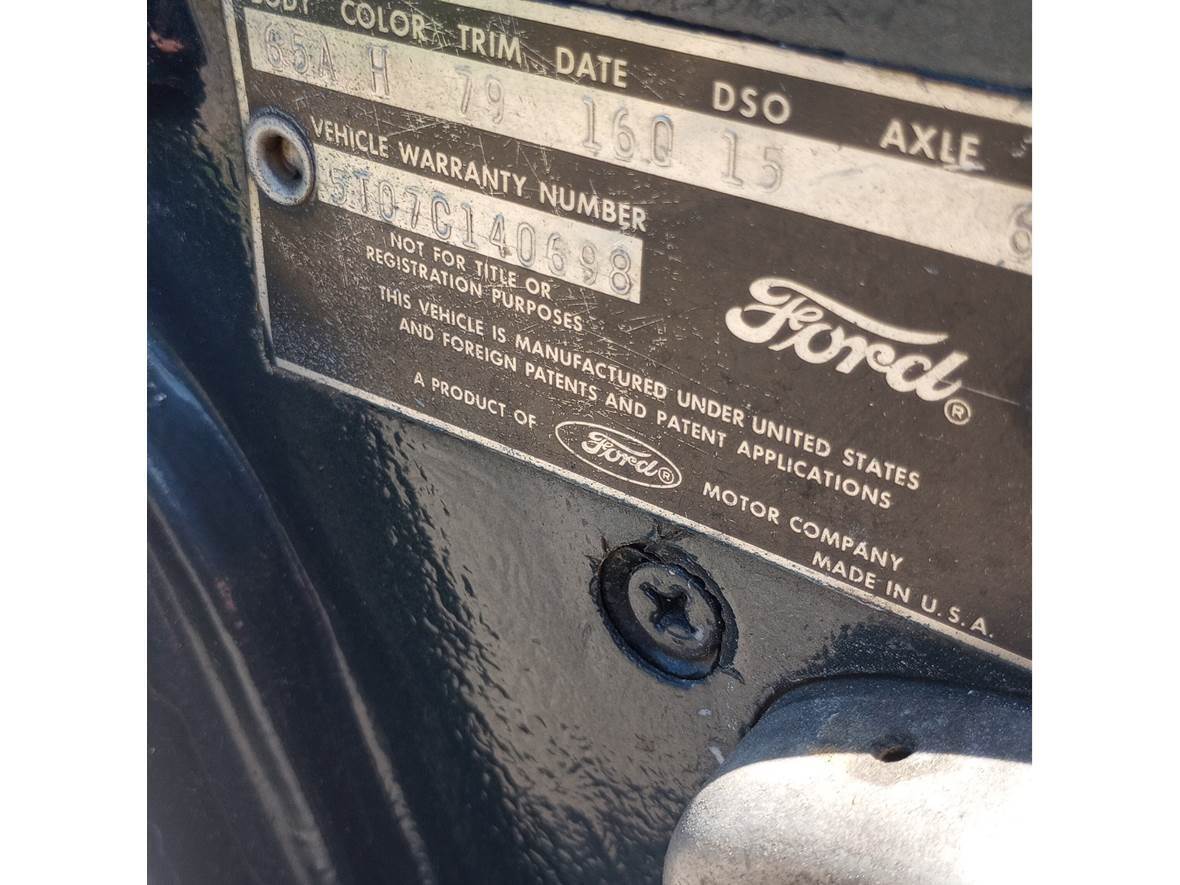 BODY COLOR TRIM DATE DSO AXLE
65A H 79 16Q 15 6
VEHICLE WARRANTY NUMBER
5T07C140698
NOT FOR TITLE OR
REGISTRATION PURPOSES
Ford®
THIS VEHICLE IS MANUFACTURED UNDER UNITED STATES
AND FOREIGN PATENTS AND PATENT APPLICATIONS
A PRODUCT OF Ford® MOTOR COMPANY
MADE IN U.S.A.